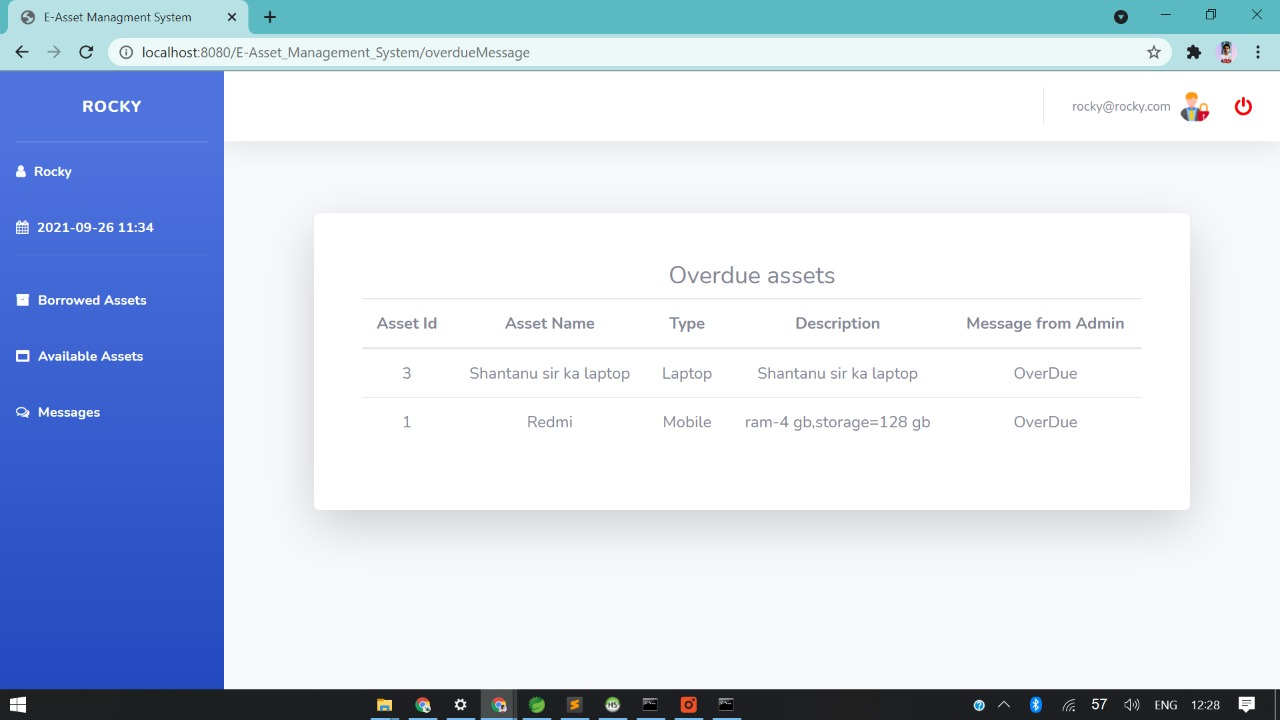 E-Asset Managment System
localhost:8080/E-Asset_Management_System/overdueMessage
ROCKY
rocky@rocky.com
Rocky
2021-09-26 11:34
Borrowed Assets
Available Assets
Messages
Overdue assets
Asset Id Asset Name Type Description Message from Admin
3 Shantanu sir ka laptop Laptop Shantanu sir ka laptop OverDue
1 Redmi Mobile ram-4 gb,storage=128 gb OverDue
57 ENG 12:28